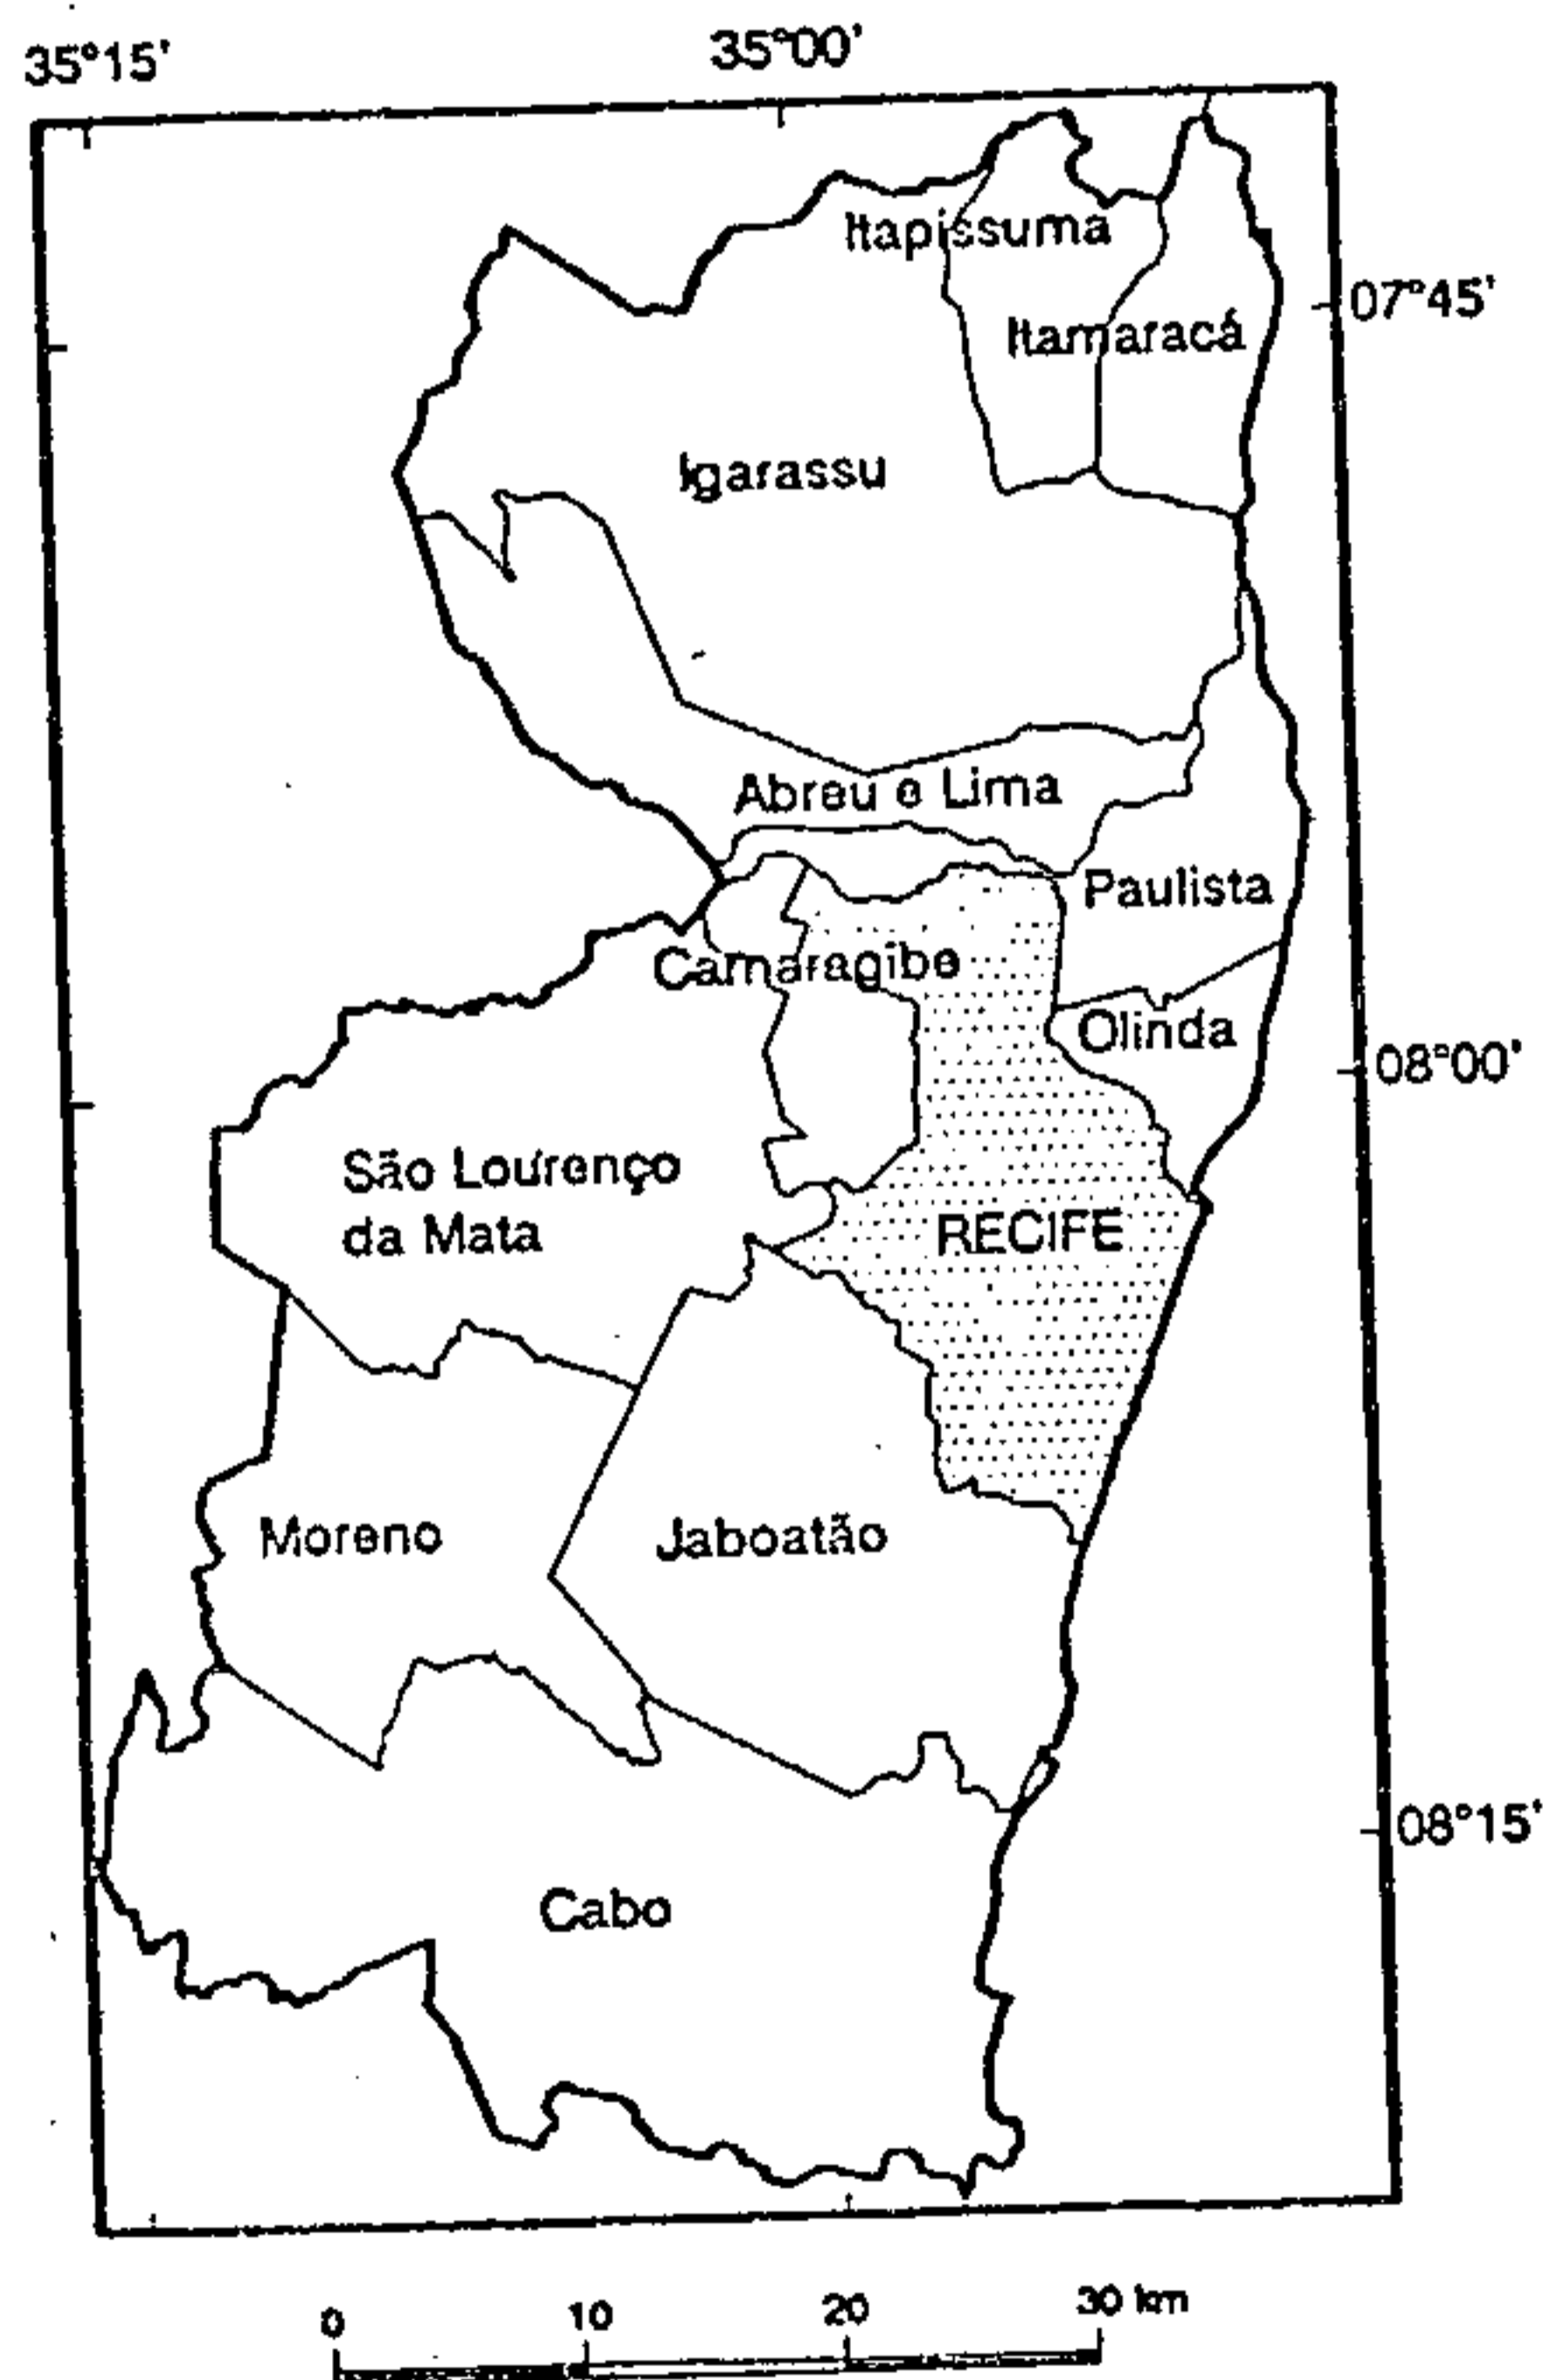 35°15'
35°00'
Itapissuma
07°45'
Itamaracá
Igarassu
Abreu e Lima
Paulista
Camaragibe
Olinda
08°00'
São Lourenço
da Mata
RECIFE
Moreno
Jaboatão
08°15'
Cabo
0 10 20 30 km